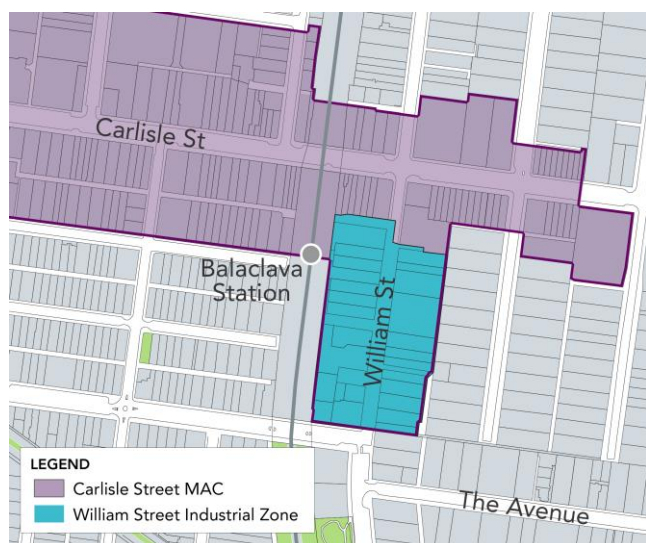 Carlisle St
Balaclava
Station
William St
The Avenue
LEGEND
Carlisle Street MAC
William Street Industrial Zone